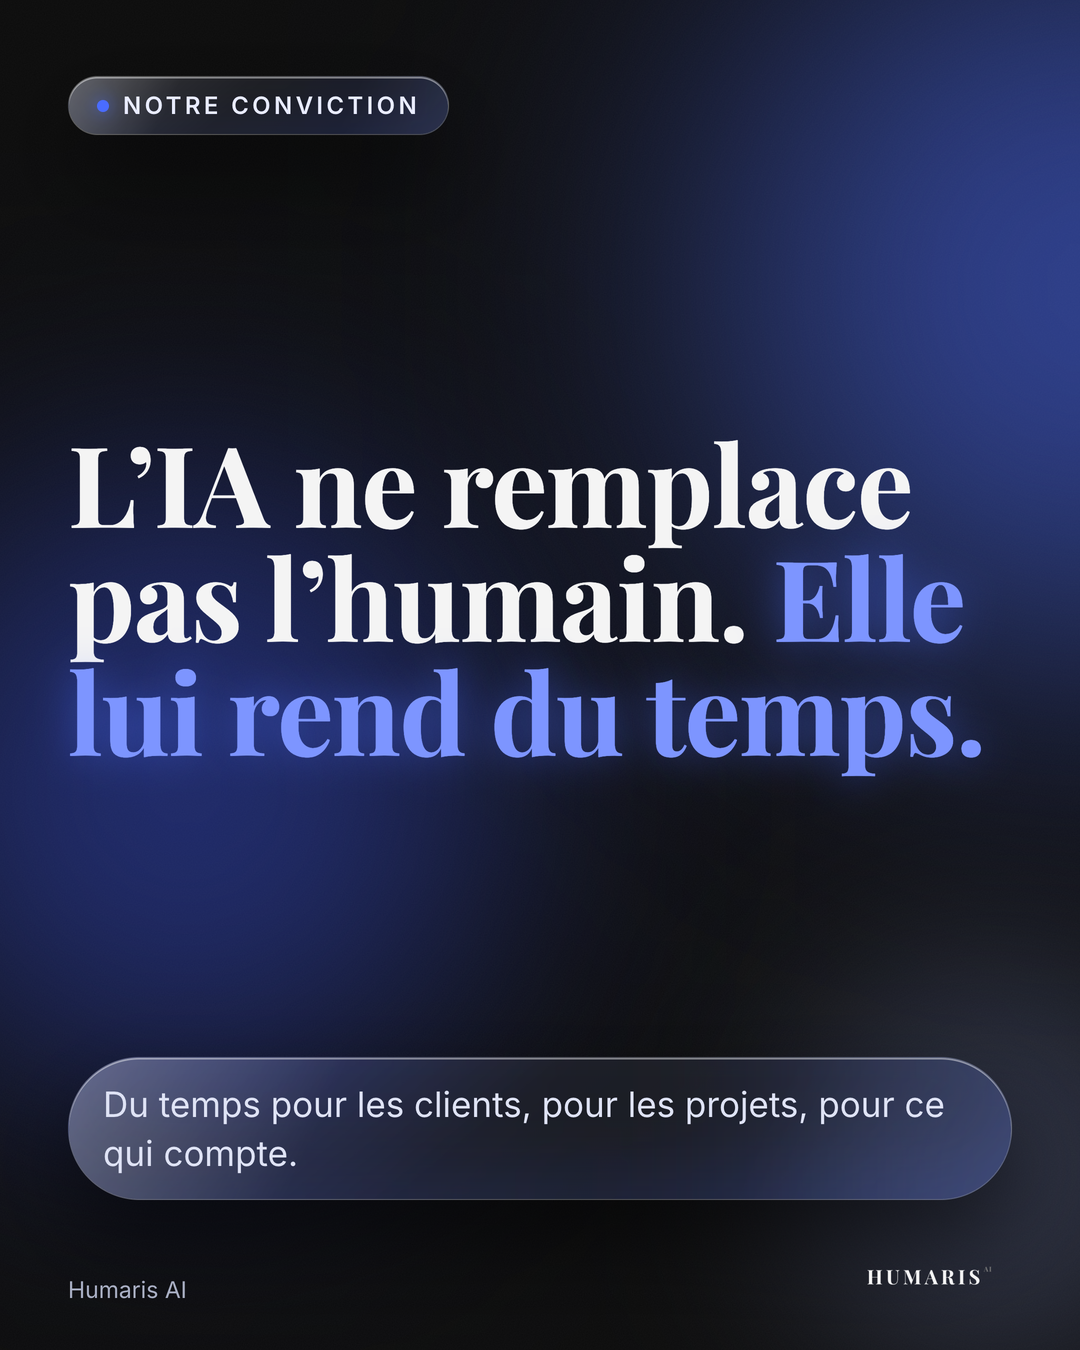 NOTRE CONVICTION
L’IA ne remplace
pas l’humain. Elle
lui rend du temps.
Du temps pour les clients, pour les projets, pour ce
qui compte.
Humaris AI
HUMARIS AI